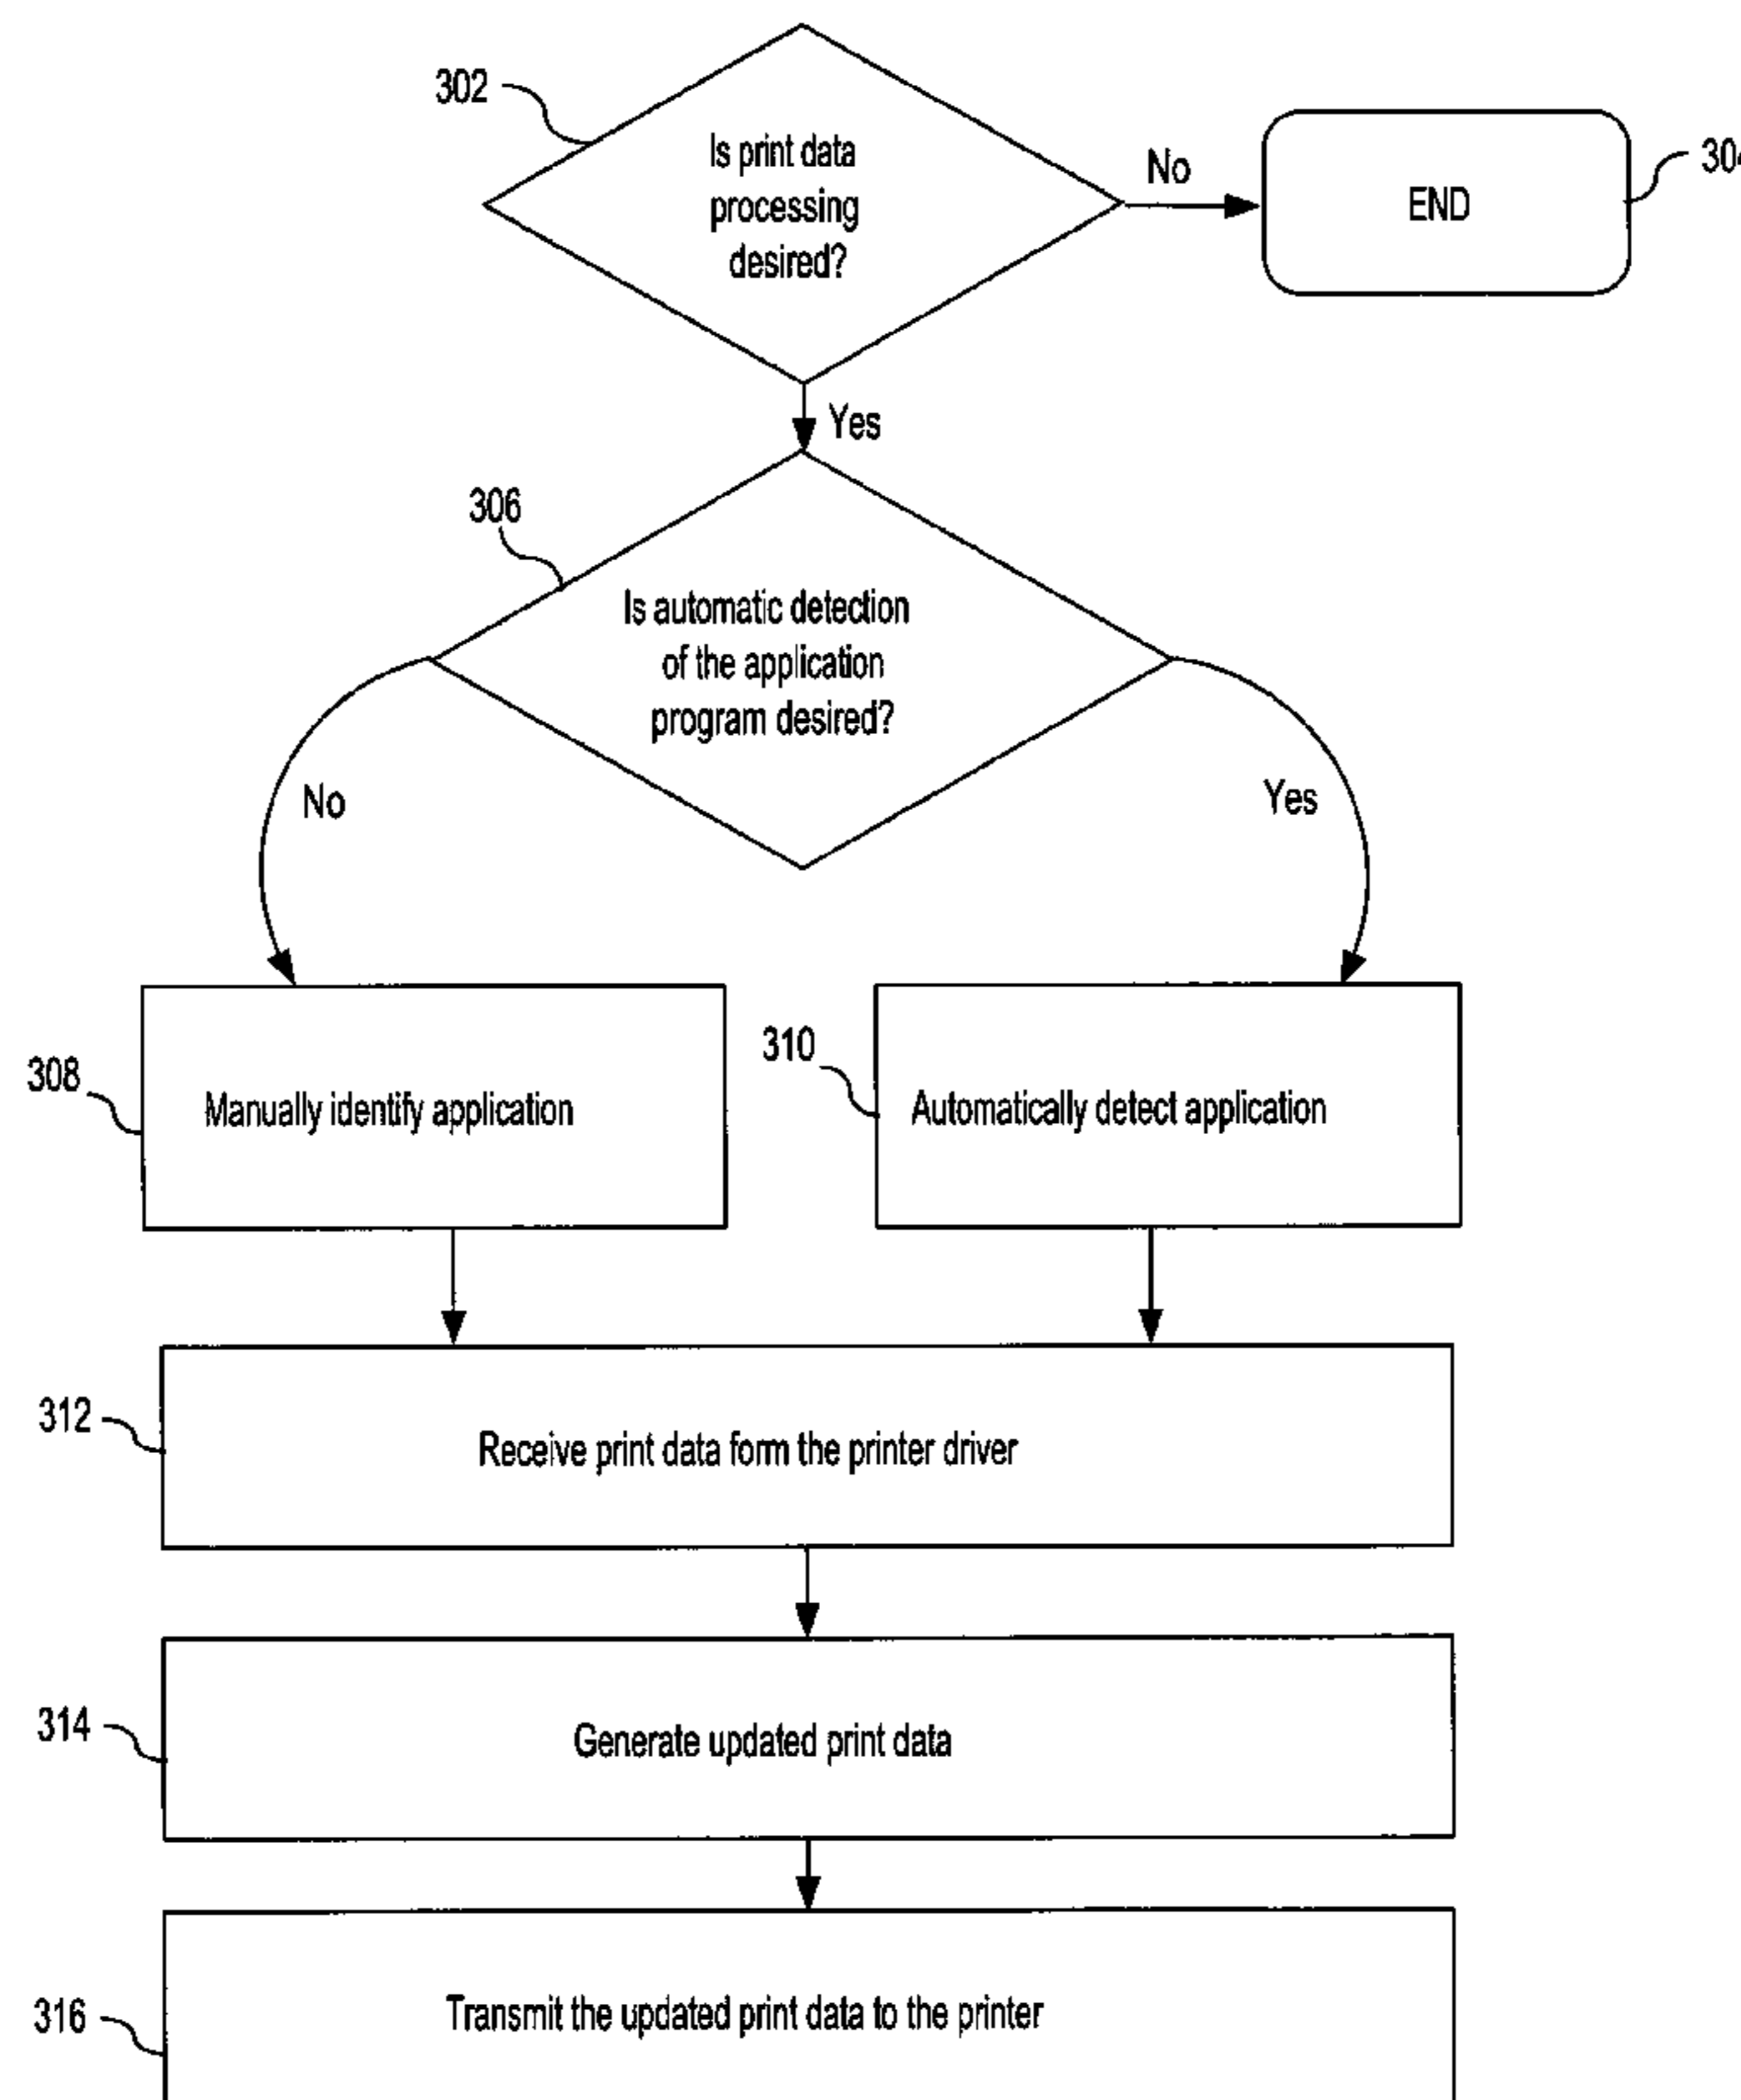 302
Is print data
processing
desired?
No
END
304
Yes
306
Is automatic detection
of the application
program desired?
No
Yes
308
Manually identify application
310
Automatically detect application
312
Receive print data form the printer driver
314
Generate updated print data
316
Transmit the updated print data to the printer